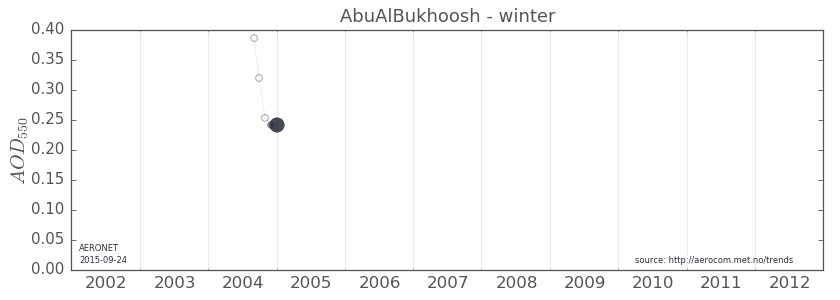 AbuAlBukhoosh - winter
0.40
0.35
0.30
0.25
0.20
0.15
0.10
0.05
0.00
AOD550
AERONET
2015-09-24
source: http://aerocom.met.no/trends
2002 2003 2004 2005 2006 2007 2008 2009 2010 2011 2012